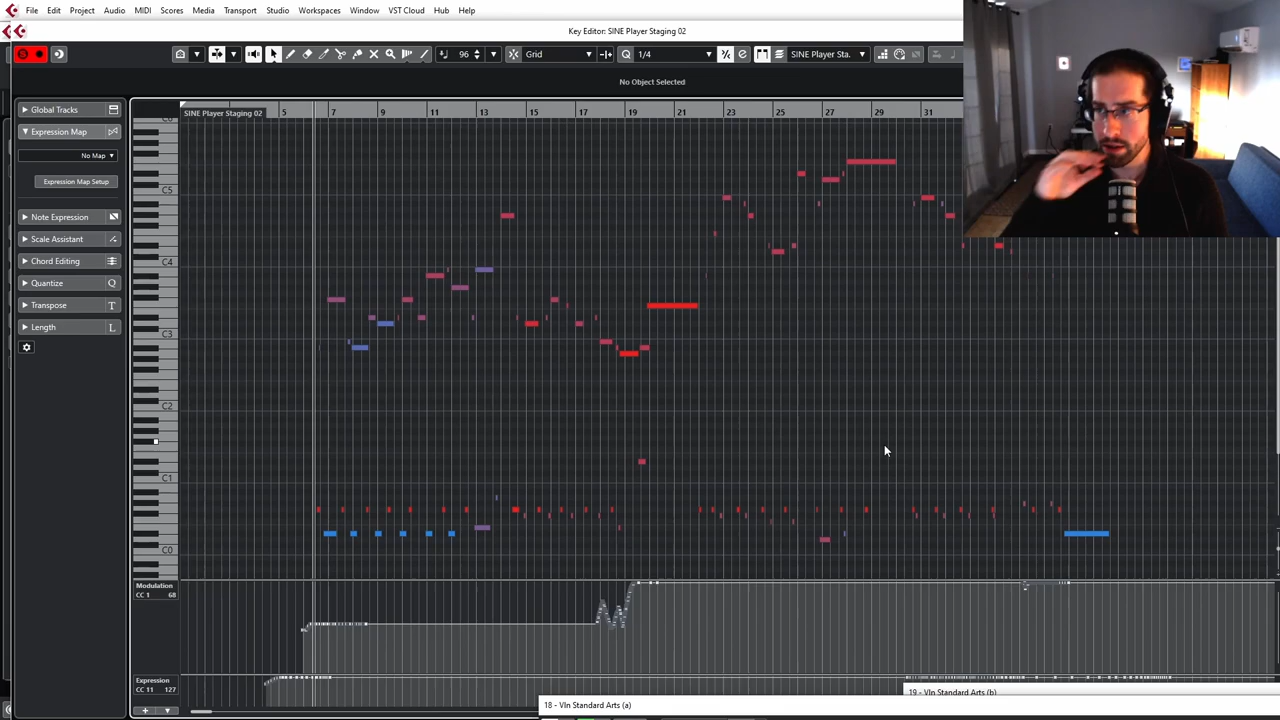 File Edit Project Audio MIDI Scores Media Transport Studio Workspaces Window VST Cloud Hub Help
Key Editor: SINE Player Staging 02
96 Grid 1/4 SINE Player Sta.
No Object Selected
Global Tracks
Expression Map
No Map
Expression Map Setup
Note Expression
Scale Assistant
Chord Editing
Quantize
Transpose
Length
SINE Player Staging 02 5 7 9 11 13 15 17 19 21 23 25 27 29 31
C5
C4
C3
C2
C1
C0
Modulation
CC 1 68
Expression
CC 11 127
19 - Vln Standard Arts (b)
18 - Vln Standard Arts (a)